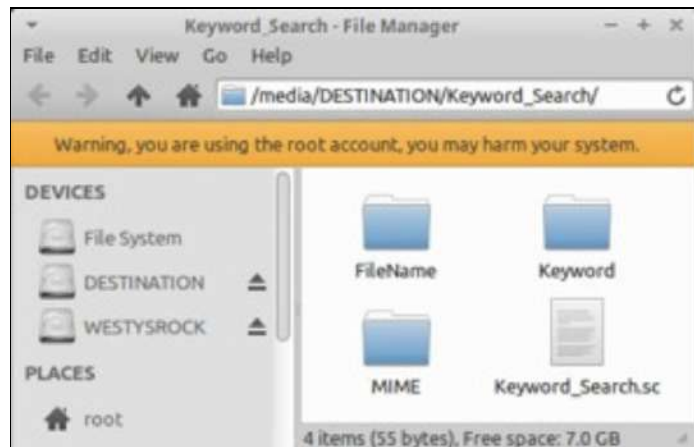 Keyword_Search - File Manager
File Edit View Go Help
/media/DESTINATION/Keyword_Search/
Warning, you are using the root account, you may harm your system.
DEVICES
File System
DESTINATION
WESTYSROCK
PLACES
root
FileName
Keyword
MIME
Keyword_Search.sc
4 items (55 bytes), Free space: 7.0 GB